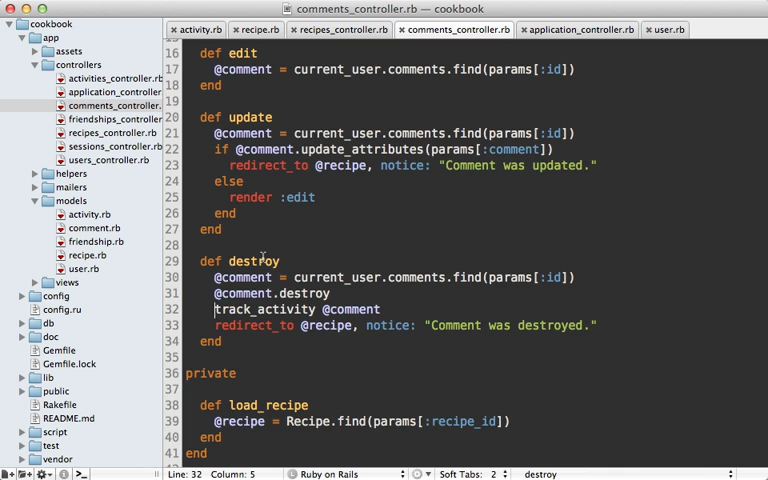 comments_controller.rb — cookbook
cookbook
app
assets
controllers
activities_controller.rb
application_controller
comments_controller.
friendships_controller
recipes_controller.rb
sessions_controller.rb
users_controller.rb
helpers
mailers
models
activity.rb
comment.rb
friendship.rb
recipe.rb
user.rb
views
config
config.ru
db
doc
Gemfile
Gemfile.lock
lib
public
Rakefile
README.md
script
test
vendor
activity.rb recipe.rb recipes_controller.rb comments_controller.rb application_controller.rb user.rb
16 def edit
17 @comment = current_user.comments.find(params[:id])
18 end
19
20 def update
21 @comment = current_user.comments.find(params[:id])
22 if @comment.update_attributes(params[:comment])
23 redirect_to @recipe, notice: "Comment was updated."
24 else
25 render :edit
26 end
27 end
28
29 def destroy
30 @comment = current_user.comments.find(params[:id])
31 @comment.destroy
32 track_activity @comment
33 redirect_to @recipe, notice: "Comment was destroyed."
34 end
35
36 private
37
38 def load_recipe
39 @recipe = Recipe.find(params[:recipe_id])
40 end
41 end
Line: 32 Column: 5 Ruby on Rails Soft Tabs: 2 destroy